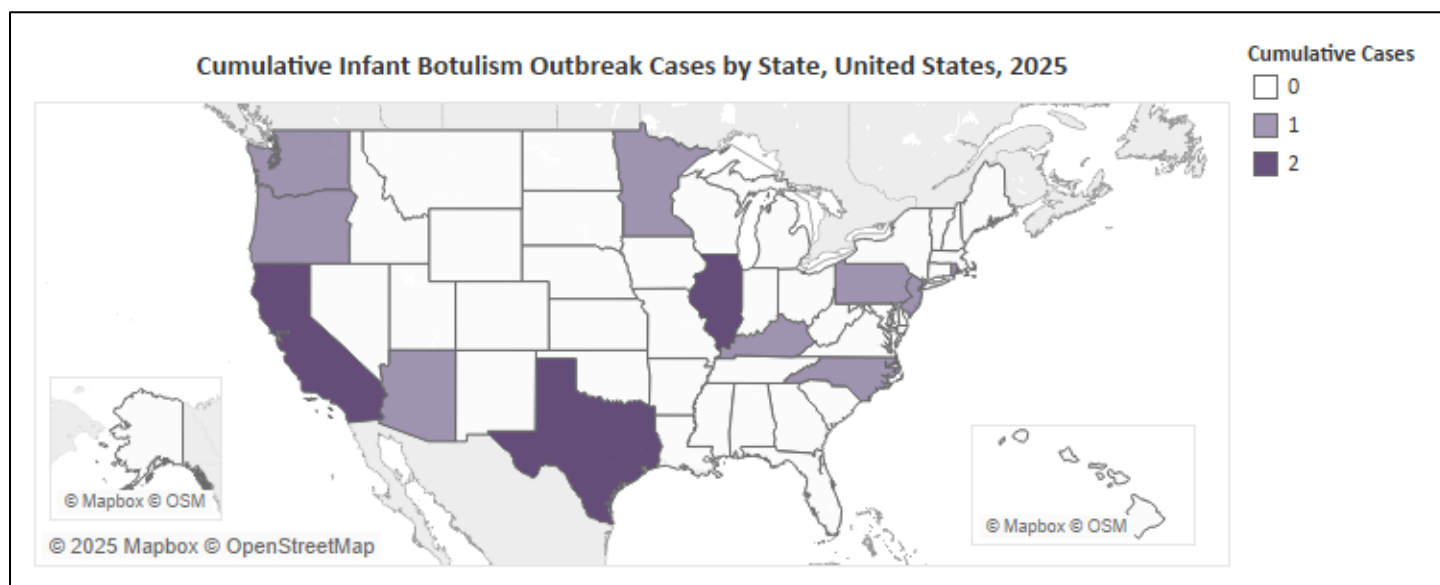 Cumulative Infant Botulism Outbreak Cases by State, United States, 2025
Cumulative Cases
0
1
2
© Mapbox © OSM
© Mapbox © OSM
© 2025 Mapbox © OpenStreetMap